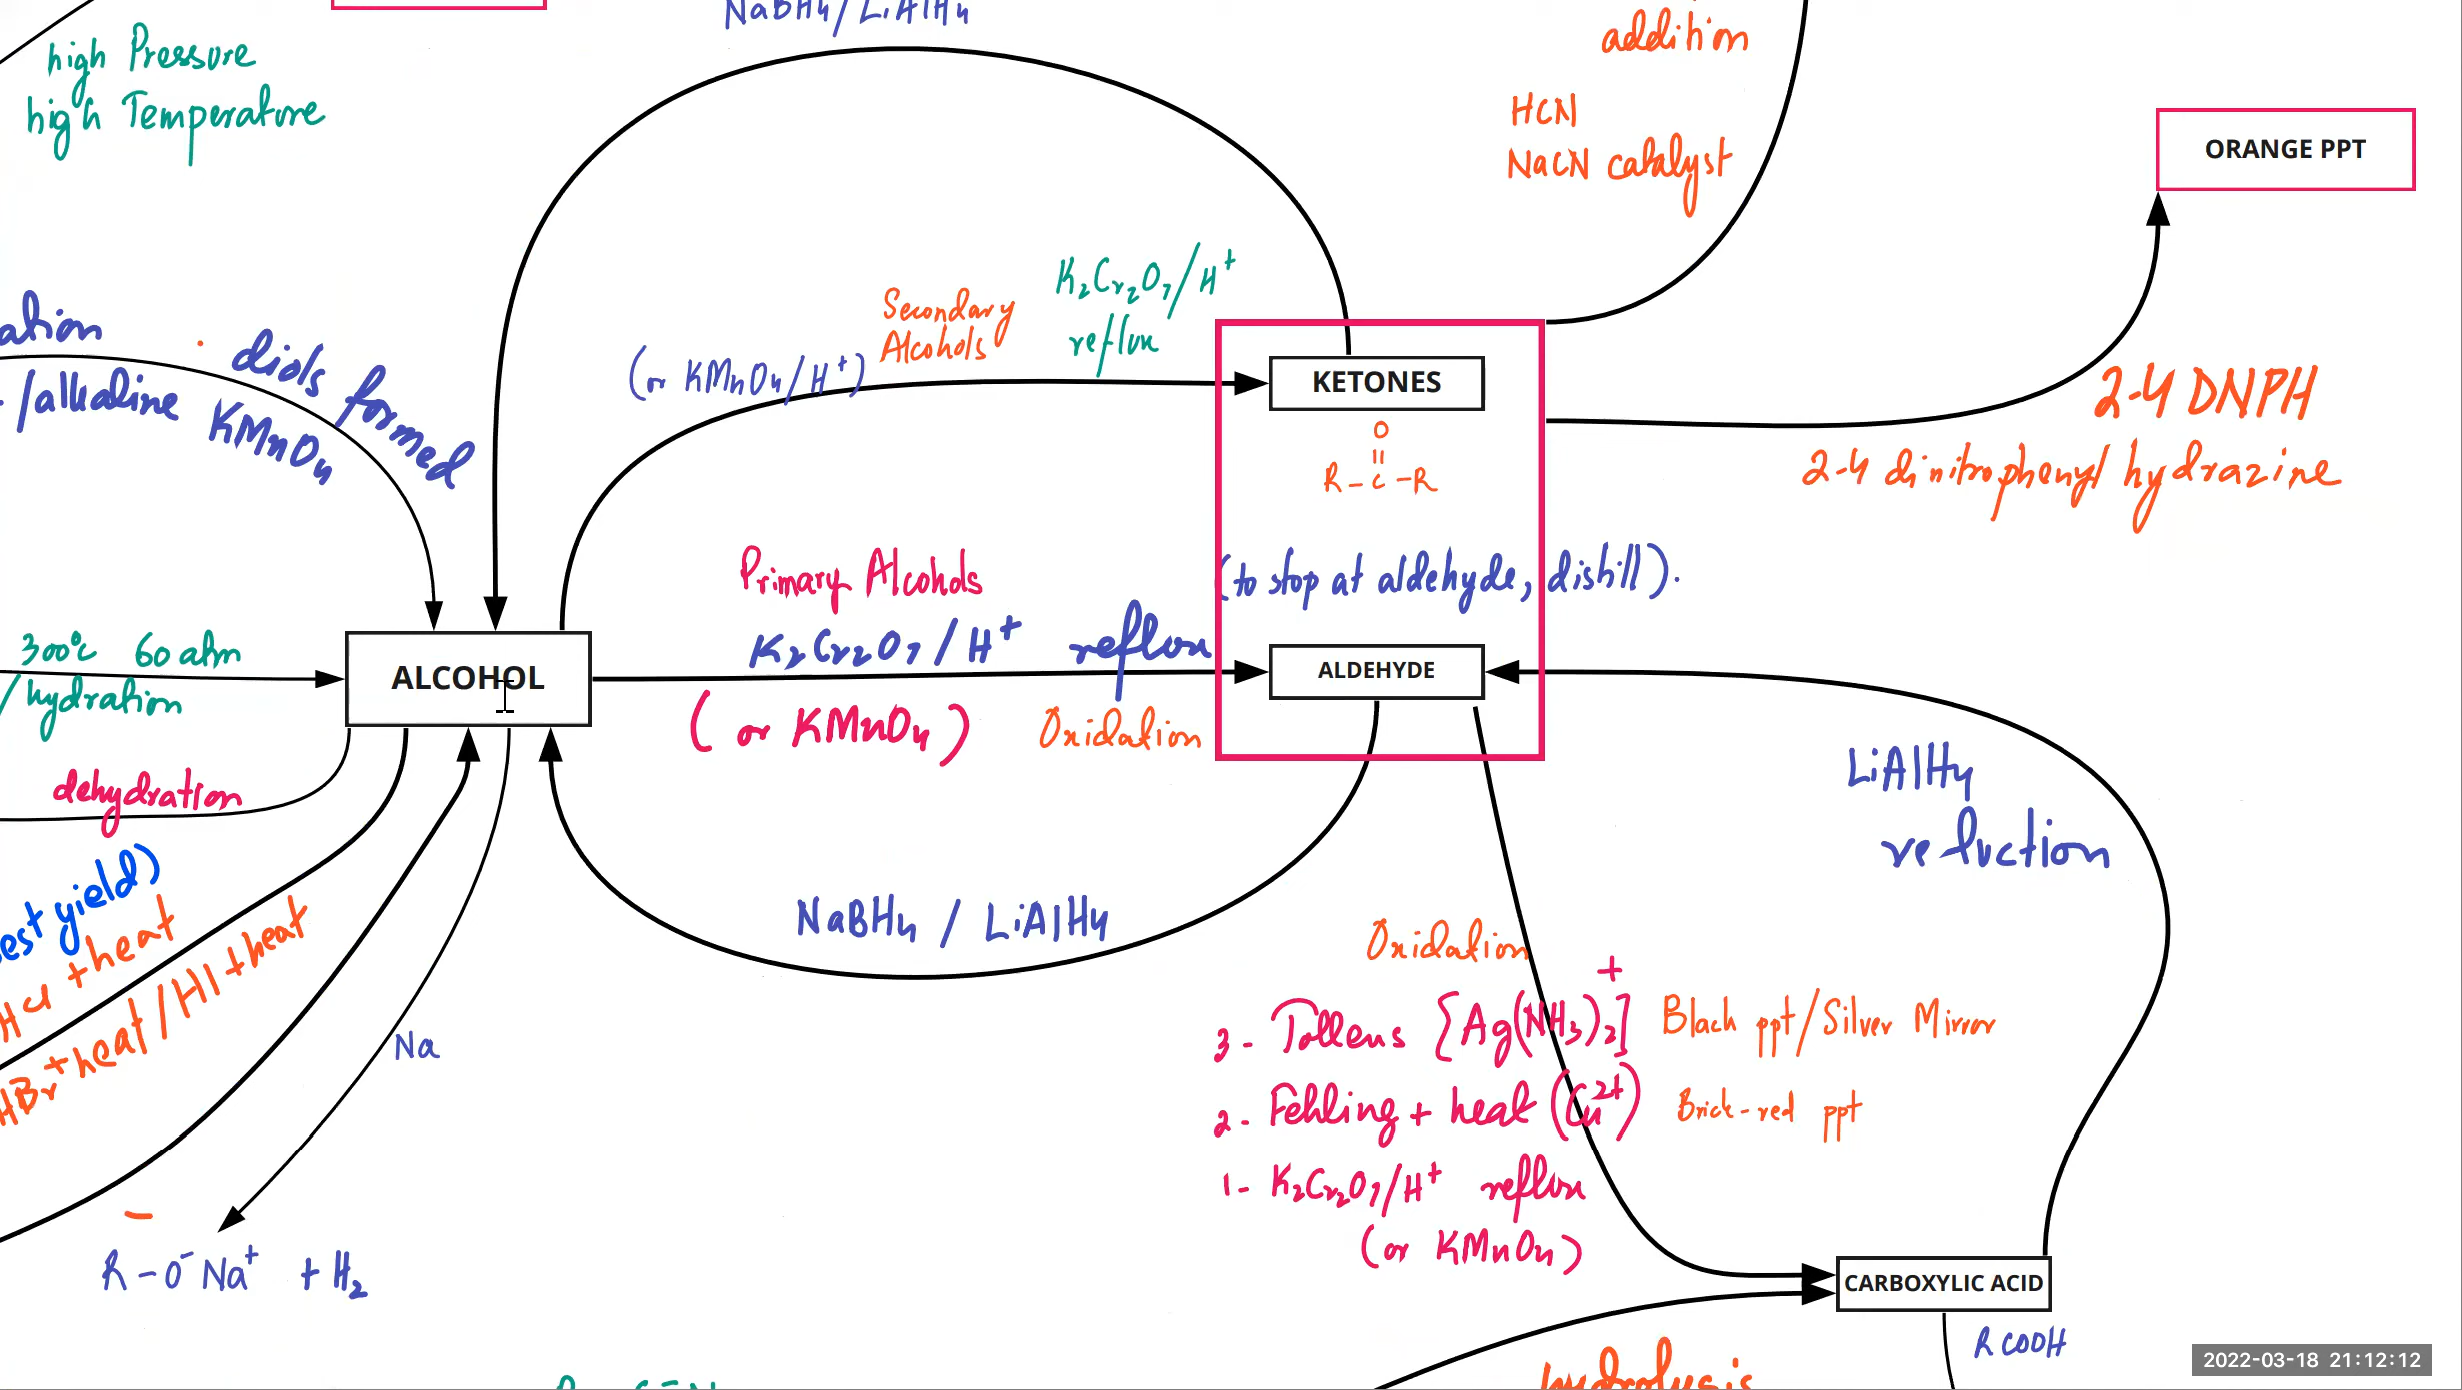 NaBH4/LiAlH4
addition
high Pressure
high Temperature
HCN
NaCN catalyst
ORANGE PPT
K2Cr2O7/H+
reflux
Secondary
Alcohols
(or KMnO4/H+)
KETONES
O
||
R-C-R
ation
diols formed
/alkaline KMnO4
2-4 DNPH
2-4 dinitrophenyl hydrazine
Primary Alcohols
(to stop at aldehyde, distill).
K2Cr2O7/H+ reflux
300°c 60 atm
/hydration
ALCOHOL
ALDEHYDE
(or KMnO4)
Oxidation
dehydration
LiAlH4
reduction
est yield)
HCl + heat
HBr + heat/HI + heat
NaBH4 / LiAlH4
Oxidation
3- Tollens [Ag(NH3)2]+ Black ppt/Silver Mirror
2- Fehling + heat (Cu2+) Brick-red ppt
1- K2Cr2O7/H+ reflux
(or KMnO4)
Na
R-O-Na+ + H2
CARBOXYLIC ACID
RCOOH
hydrolysis
2022-03-18 21:12:12